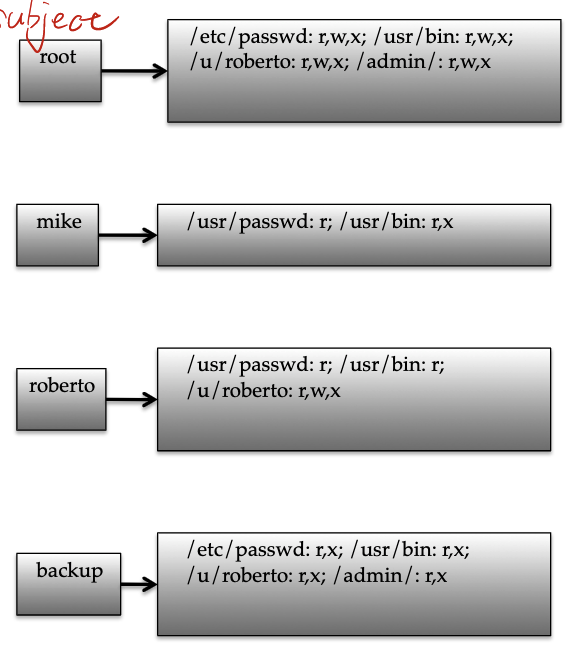 subject
root
/etc/passwd: r,w,x; /usr/bin: r,w,x;
/u/roberto: r,w,x; /admin/: r,w,x
mike
/usr/passwd: r; /usr/bin: r,x
roberto
/usr/passwd: r; /usr/bin: r;
/u/roberto: r,w,x
backup
/etc/passwd: r,x; /usr/bin: r,x;
/u/roberto: r,x; /admin/: r,x